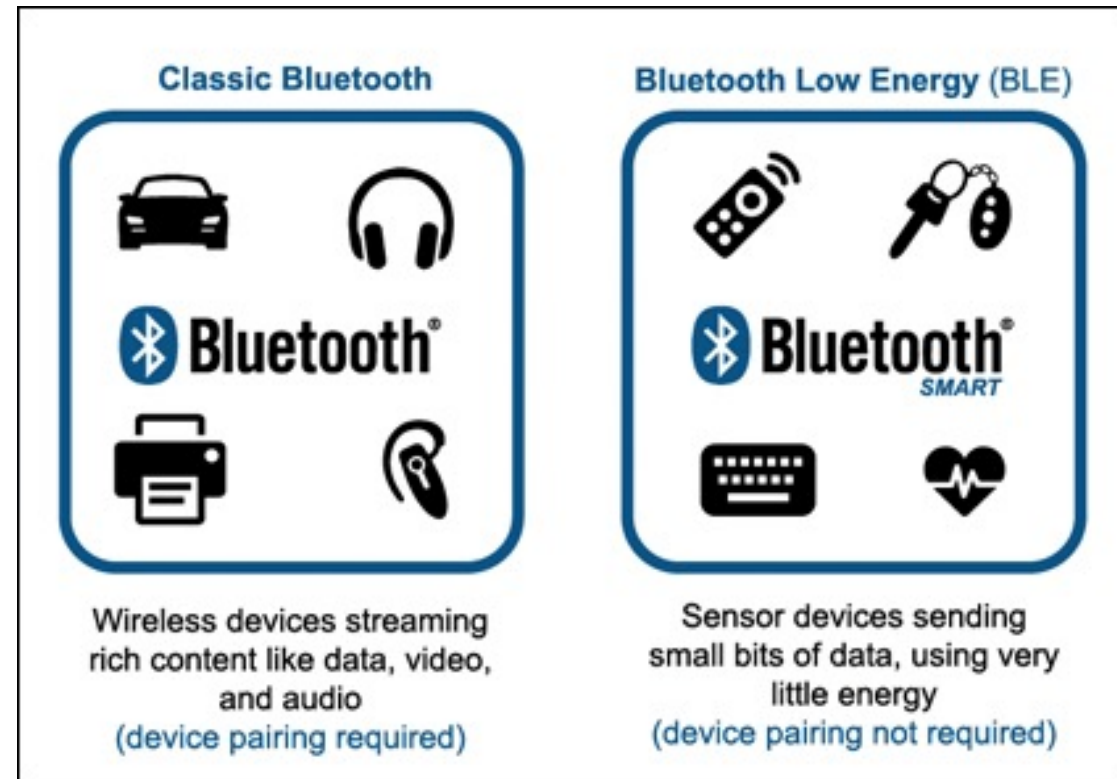 Classic Bluetooth
Bluetooth®
Wireless devices streaming
rich content like data, video,
and audio
(device pairing required)
Bluetooth Low Energy (BLE)
Bluetooth®
SMART
Sensor devices sending
small bits of data, using very
little energy
(device pairing not required)